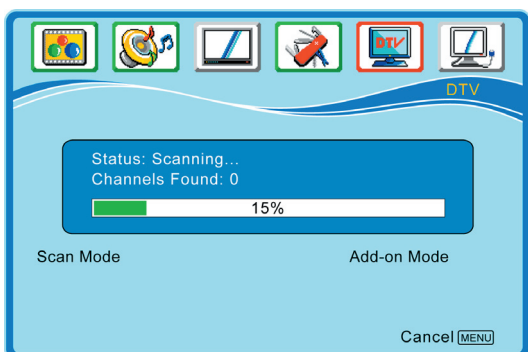 DTV
DTV
Status: Scanning...
Channels Found: 0
15%
Scan Mode Add-on Mode
Cancel MENU